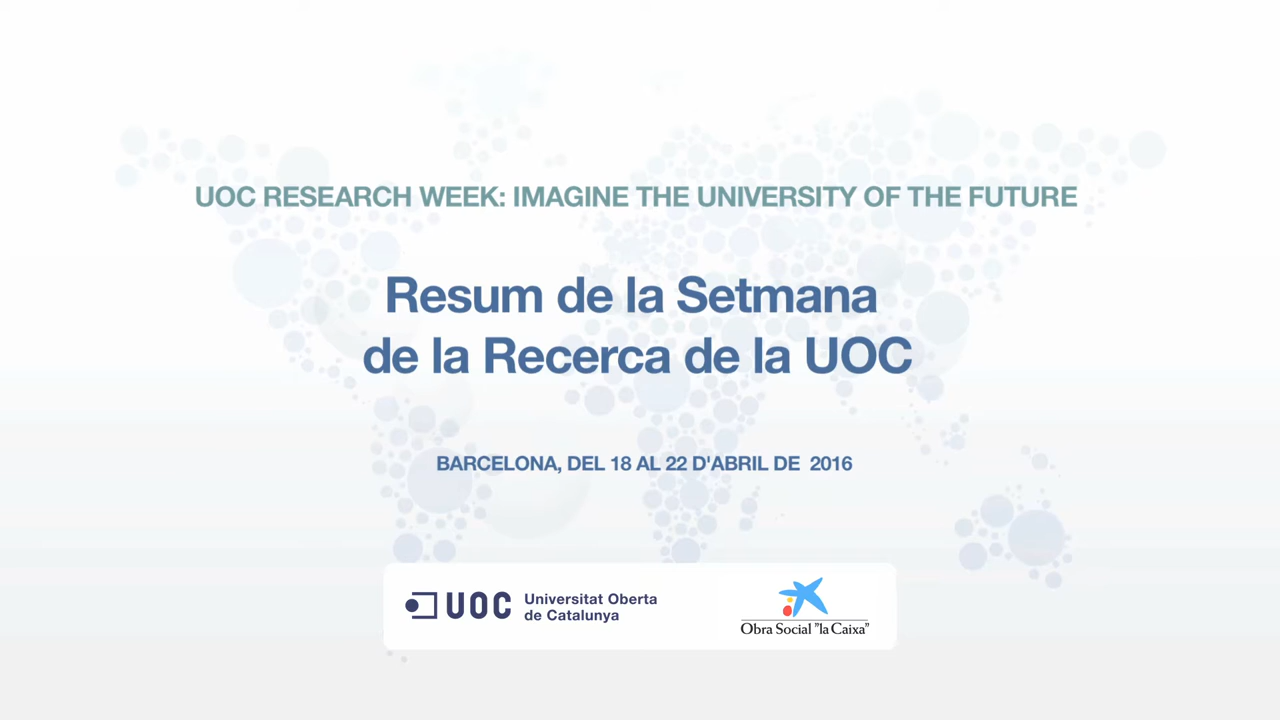 UOC RESEARCH WEEK: IMAGINE THE UNIVERSITY OF THE FUTURE
Resum de la Setmana
de la Recerca de la UOC
BARCELONA, DEL 18 AL 22 D'ABRIL DE  2016
UOC
Universitat Oberta
de Catalunya
Obra Social "la Caixa"